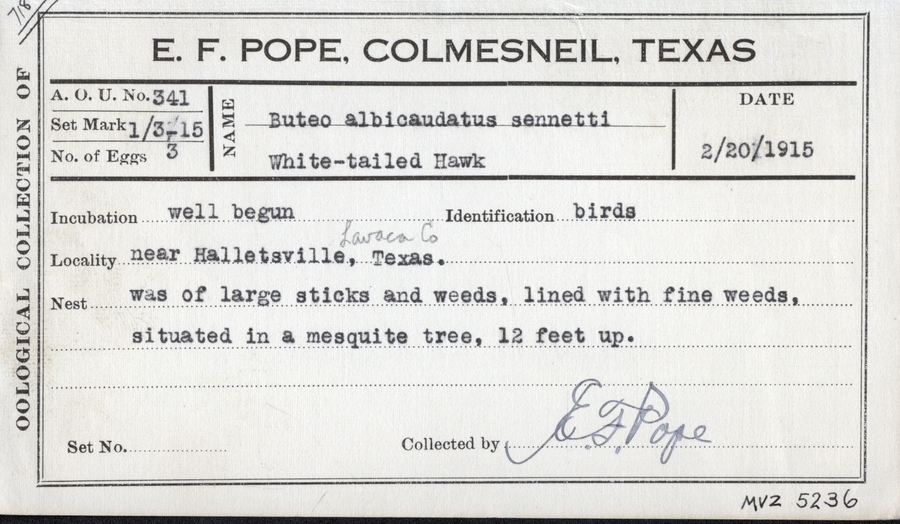 718
OOLOGICAL COLLECTION OF
E. F. POPE, COLMESNEIL, TEXAS
A. O. U. No. 341
Set Mark 1/3-15
No. of Eggs 3
NAME
Buteo albicaudatus sennetti
White-tailed Hawk
DATE
2/20/1915
Incubation well begun Identification birds
Lavaca Co
Locality near Halletsville, Texas.
Nest was of large sticks and weeds, lined with fine weeds,
situated in a mesquite tree, 12 feet up.
Set No.
Collected by E.F. Pope
MVZ 5236